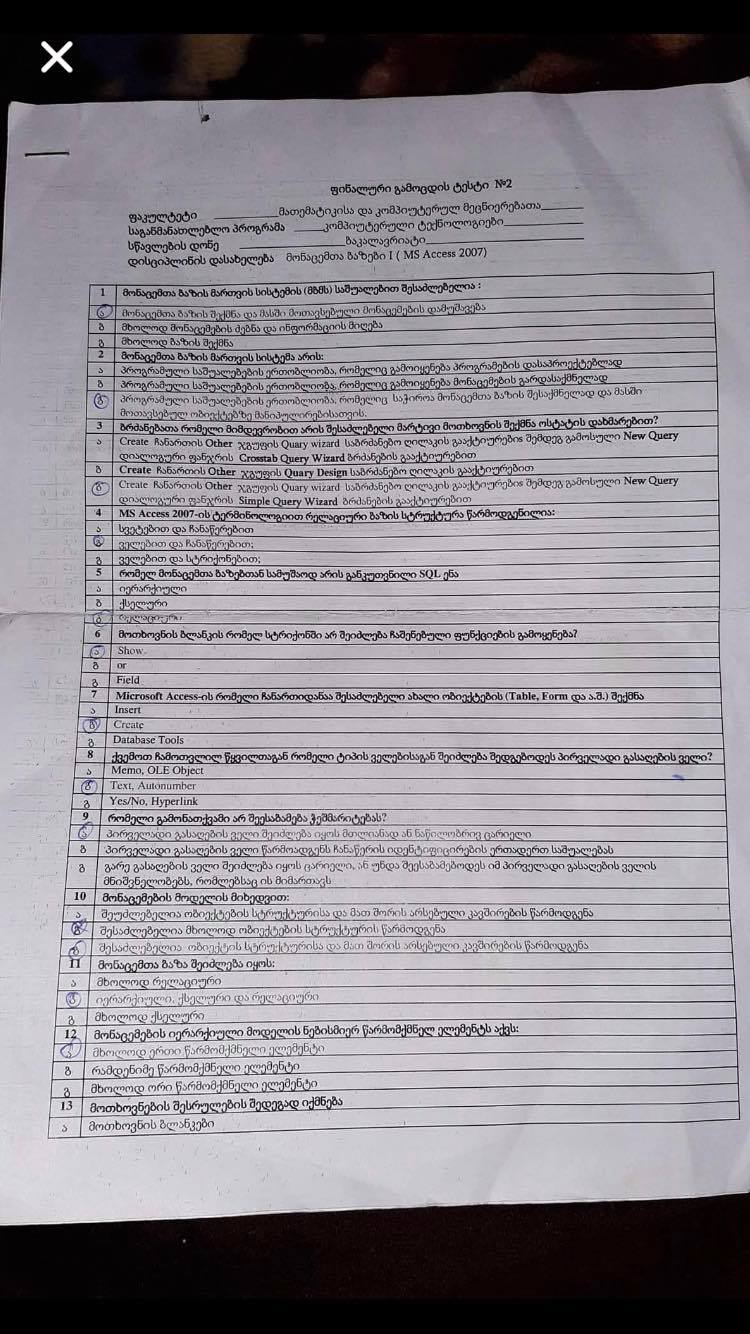 ფინალური გამოცდის ტესტი №2
ფაკულტეტი __________მათემატიკისა და კომპიუტერულ მეცნიერებათა_______
საგანმანათლებლო პროგრამა _____კომპიუტერული ტექნოლოგიები_____________
სწავლების დონე _____________ბაკალავრიატი__________________________
დისციპლინის დასახელება მონაცემთა ბაზები I ( MS Access 2007)
1 მონაცემთა ბაზის მართვის სისტემის (მბმს) საშუალებით შესაძლებელია :
ა მონაცემთა ბაზის შექმნა და მასში მოთავსებული მონაცემების დამუშავება
ბ მხოლოდ მონაცემების ძებნა და ინფორმაციის მიღება
გ მხოლოდ ბაზის შექმნა
2 მონაცემთა ბაზის მართვის სისტემა არის:
ა პროგრამული საშუალებების ერთობლიობა, რომელიც გამოიყენება პროგრამების დასაპროექტებლად
ბ პროგრამული საშუალებების ერთობლიობა, რომელიც გამოიყენება მონაცემების გარდასაქმნელად
გ პროგრამული საშუალებების ერთობლიობა, რომელიც საჭიროა მონაცემთა ბაზის შესაქმნელად და მასში
მოთავსებულ ობიექტებზე მანიპულირებისათვის.
3 ბრძანებათა რომელი მიმდევრობით არის შესაძლებელი მარტივი მოთხოვნის შექმნა ოსტატის დახმარებით?
ა Create ჩანართის Other ჯგუფის Quary wizard საბრძანებო ღილაკის გააქტიურების შემდეგ გამოსული New Query
დიალოგური ფანჯრის Crosstab Query Wizard ბრძანების გააქტიურებით
ბ Create ჩანართის Other ჯგუფის Quary Design საბრძანებო ღილაკის გააქტიურებით
გ Create ჩანართის Other ჯგუფის Quary wizard საბრძანებო ღილაკის გააქტიურების შემდეგ გამოსული New Query
დიალოგური ფანჯრის Simple Query Wizard ბრძანების გააქტიურებით
4 MS Access 2007-ის ტერმინოლოგიით რელაციური ბაზის სტრუქტურა წარმოდგენილია:
ა სვეტებით და ჩანაწერებით
ბ ველებით და ჩანაწერებით;
გ ველებით და სტრიქონებით;
5 რომელ მონაცემთა ბაზებთან სამუშაოდ არის განკუთვნილი SQL ენა
ა იერარქიული
ბ ქსელური
გ რელაციური
6 მოთხოვნის ბლანკის რომელ სტრიქონში არ შეიძლება ჩაშენებული ფუნქციების გამოყენება?
ა Show
ბ or
გ Field
7 Microsoft Access-ის რომელი ჩანართიდანაა შესაძლებელი ახალი ობიექტების (Table, Form და ა.შ.) შექმნა
ა Insert
ბ Create
გ Database Tools
8 ქვემოთ ჩამოთვლილ წყვილთაგან რომელი ტიპის ველებისაგან შეიძლება შედგებოდეს პირველადი გასაღების ველი?
ა Memo, OLE Object
ბ Text, Autonumber
გ Yes/No, Hyperlink
9 რომელი გამონათქვამი არ შეესაბამება ჭეშმარიტებას?
ა პირველადი გასაღების ველი შეიძლება იყოს მთლიანად ან ნაწილობრივ ცარიელი
ბ პირველადი გასაღების ველი წარმოადგენს ჩანაწერის იდენტიფიცირების ერთადერთ საშუალებას
გ გარე გასაღების ველი შეიძლება იყოს ცარიელი, ან უნდა შეესაბამებოდეს იმ პირველადი გასაღების ველის
მნიშვნელობებს, რომლებსაც ის მიმართავს
10 მონაცემების მოდელის მიხედვით:
ა შეუძლებელია ობიექტების სტრუქტურისა და მათ შორის არსებული კავშირების წარმოდგენა
ბ შესაძლებელია მხოლოდ ობიექტების სტრუქტურის წარმოდგენა
გ შესაძლებელია ობიექტის სტრუქტურისა და მათ შორის არსებული კავშირების წარმოდგენა
11 მონაცემთა ბაზა შეიძლება იყოს:
ა მხოლოდ რელაციური
ბ იერარქიული, ქსელური და რელაციური
გ მხოლოდ ქსელური
12 მონაცემების იერარქიული მოდელის ნებისმიერ წარმომქმნელ ელემენტს აქვს:
ა მხოლოდ ერთი წარმომქმნელი ელემენტი
ბ რამდენიმე წარმომქმნელი ელემენტი
გ მხოლოდ ორი წარმომქმნელი ელემენტი
13 მოთხოვნების შესრულების შედეგად იქმნება
ა მოთხოვნის ბლანკები